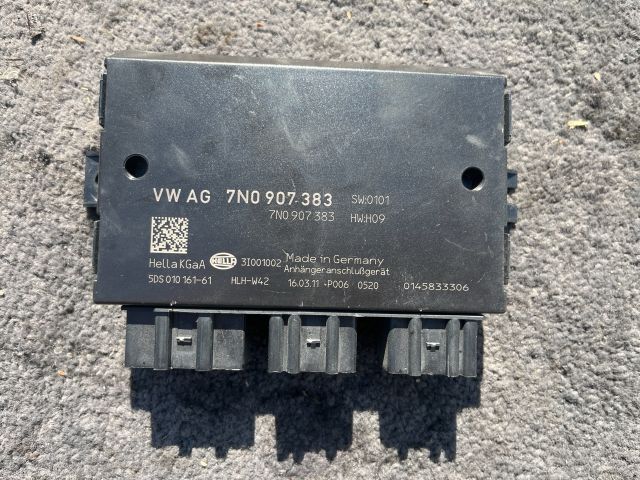 VW AG 7N0 907 383 SW:0101
7N0 907 383 HW:H09
Hella KGaA HELLA 3I001002 Made in Germany
Anhängeranschlußgerät
5DS 010 161-61 HLH-W42 16.03.11 •P006 0520 0145833306